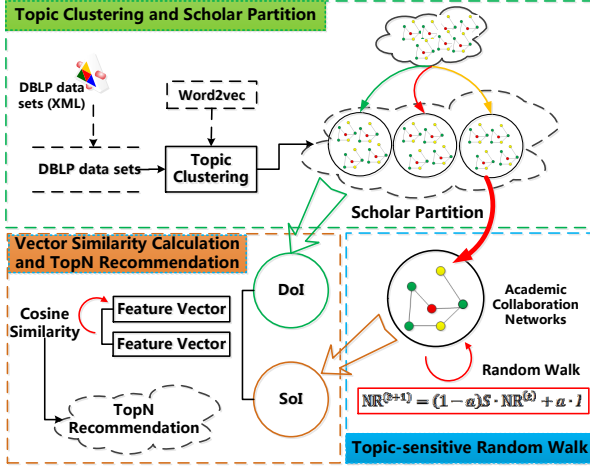 Topic Clustering and Scholar Partition
DBLP data
sets (XML)
Word2vec
DBLP data sets
Topic
Clustering
Scholar Partition
Vector Similarity Calculation
and TopN Recommendation
DoI
Cosine
Similarity
Feature Vector
Feature Vector
SoI
TopN
Recommendation
Academic
Collaboration
Networks
Random Walk
NR^(k+1) = (1−a)S · NR^(k) + a · l
Topic-sensitive Random Walk